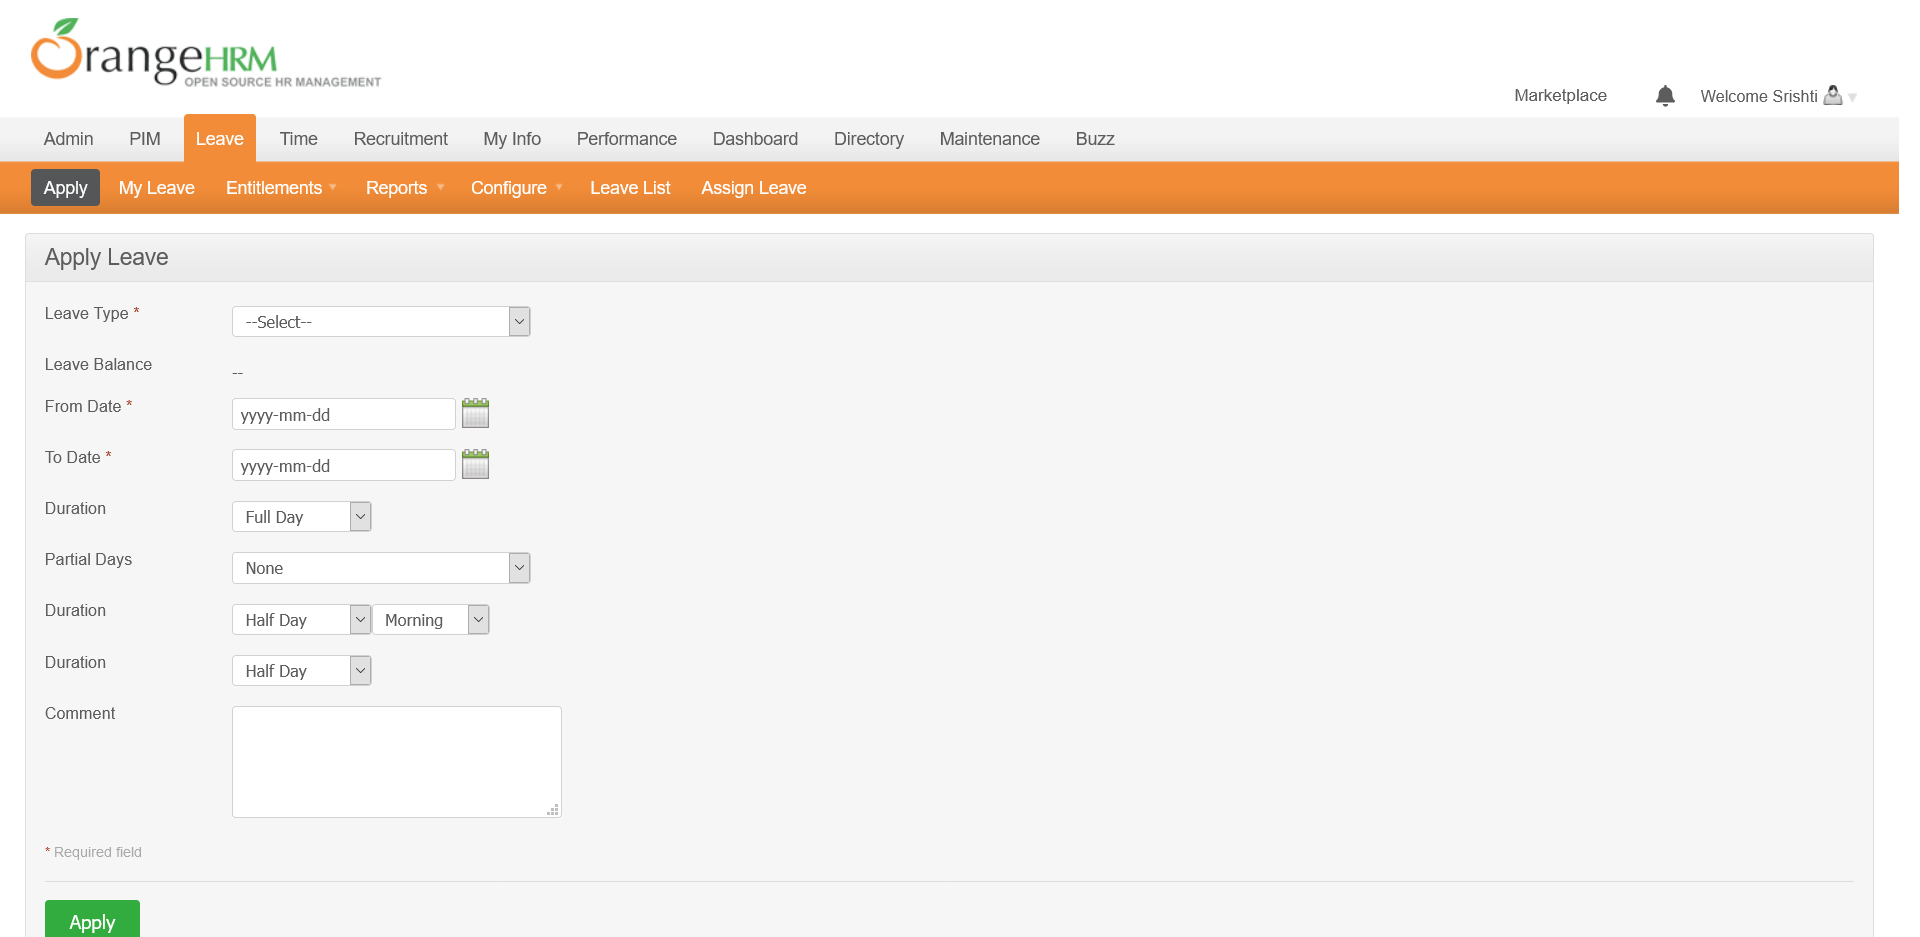 OrangeHRM
OPEN SOURCE HR MANAGEMENT
Marketplace Welcome Srishti
Admin PIM Leave Time Recruitment My Info Performance Dashboard Directory Maintenance Buzz
Apply My Leave Entitlements Reports Configure Leave List Assign Leave
Apply Leave
Leave Type * --Select--
Leave Balance --
From Date * yyyy-mm-dd
To Date * yyyy-mm-dd
Duration Full Day
Partial Days None
Duration Half Day Morning
Duration Half Day
Comment
* Required field
Apply